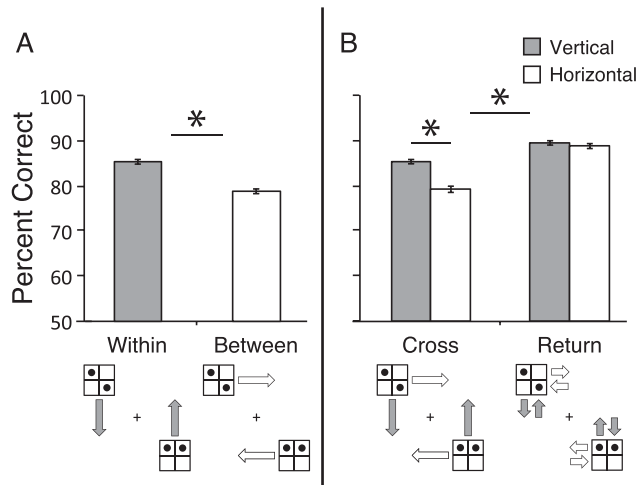 A
B
Vertical
Horizontal
Percent Correct
100
90
80
70
60
50
*
*
*
Within
Between
Cross
Return
+
+
+
+